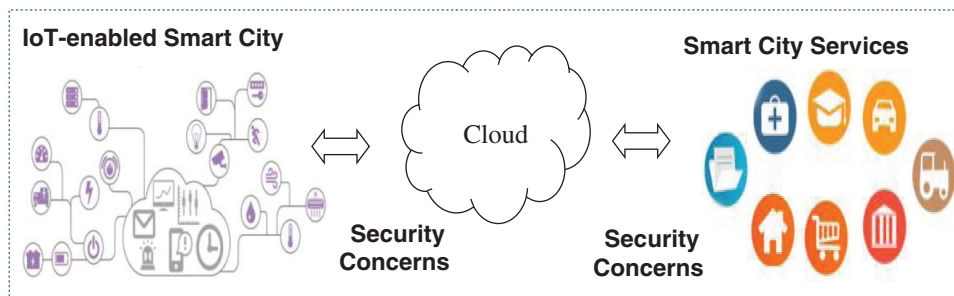 IoT-enabled Smart City
Smart City Services
Cloud
Security
Concerns
Security
Concerns